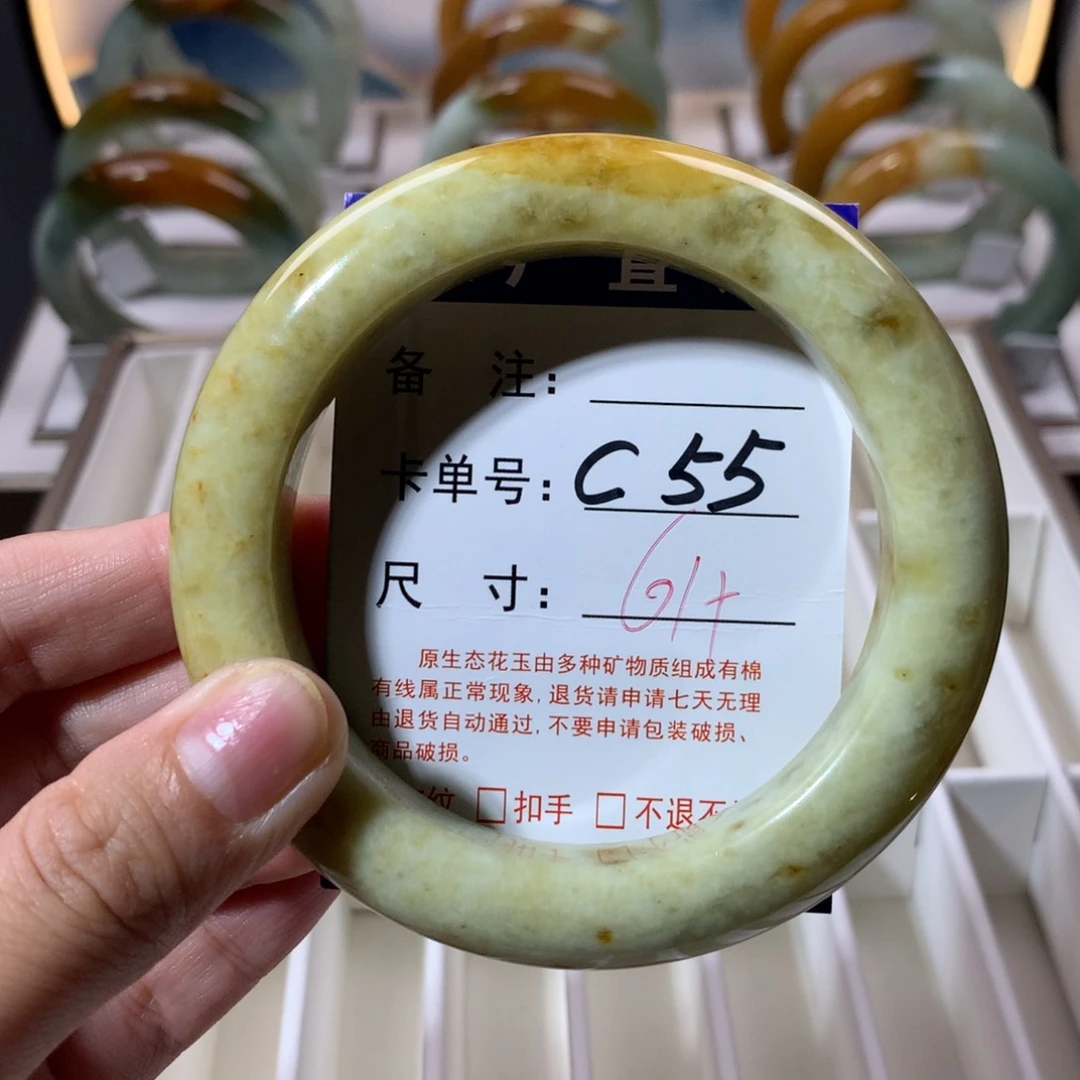 备 注：
卡单号：C 55
尺 寸：61+
原生态花玉由多种矿物质组成有棉
有线属正常现象，退货请申请七天无理
由退货自动通过，不要申请包装破损、
商品破损。
纹 □扣手 □不退不